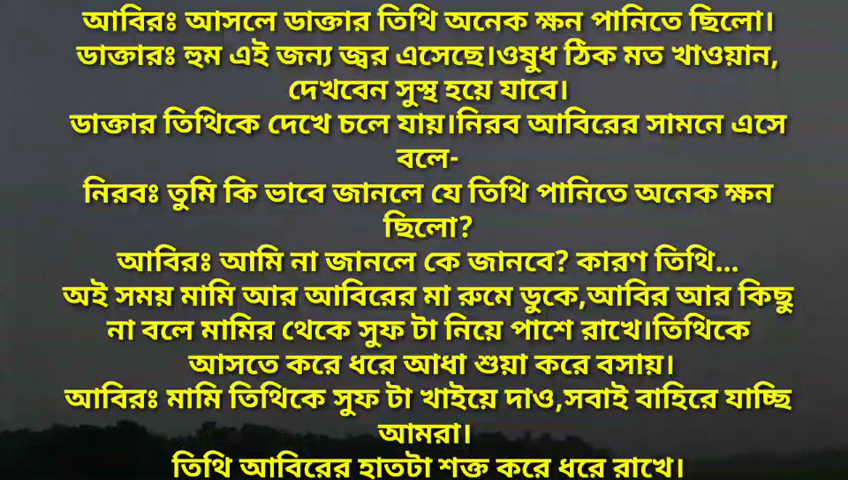 আবিরঃ আসলে ডাক্তার তিথি অনেক ক্ষন পানিতে ছিলো।
ডাক্তারঃ হুম এই জন্য জ্বর এসেছে।ওষুধ ঠিক মত খাওয়ান,
দেখবেন সুস্থ হয়ে যাবে।
ডাক্তার তিথিকে দেখে চলে যায়।নিরব আবিরের সামনে এসে
বলে-
নিরবঃ তুমি কি ভাবে জানলে যে তিথি পানিতে অনেক ক্ষন
ছিলো?
আবিরঃ আমি না জানলে কে জানবে? কারণ তিথি...
অই সময় মামি আর আবিরের মা রুমে ডুকে,আবির আর কিছু
না বলে মামির থেকে সুফ টা নিয়ে পাশে রাখে।তিথিকে
আসতে করে ধরে আধা শুয়া করে বসায়।
আবিরঃ মামি তিথিকে সুফ টা খাইয়ে দাও,সবাই বাহিরে যাচ্ছি
আমরা।
তিথি আবিরের হাতটা শক্ত করে ধরে রাখে।